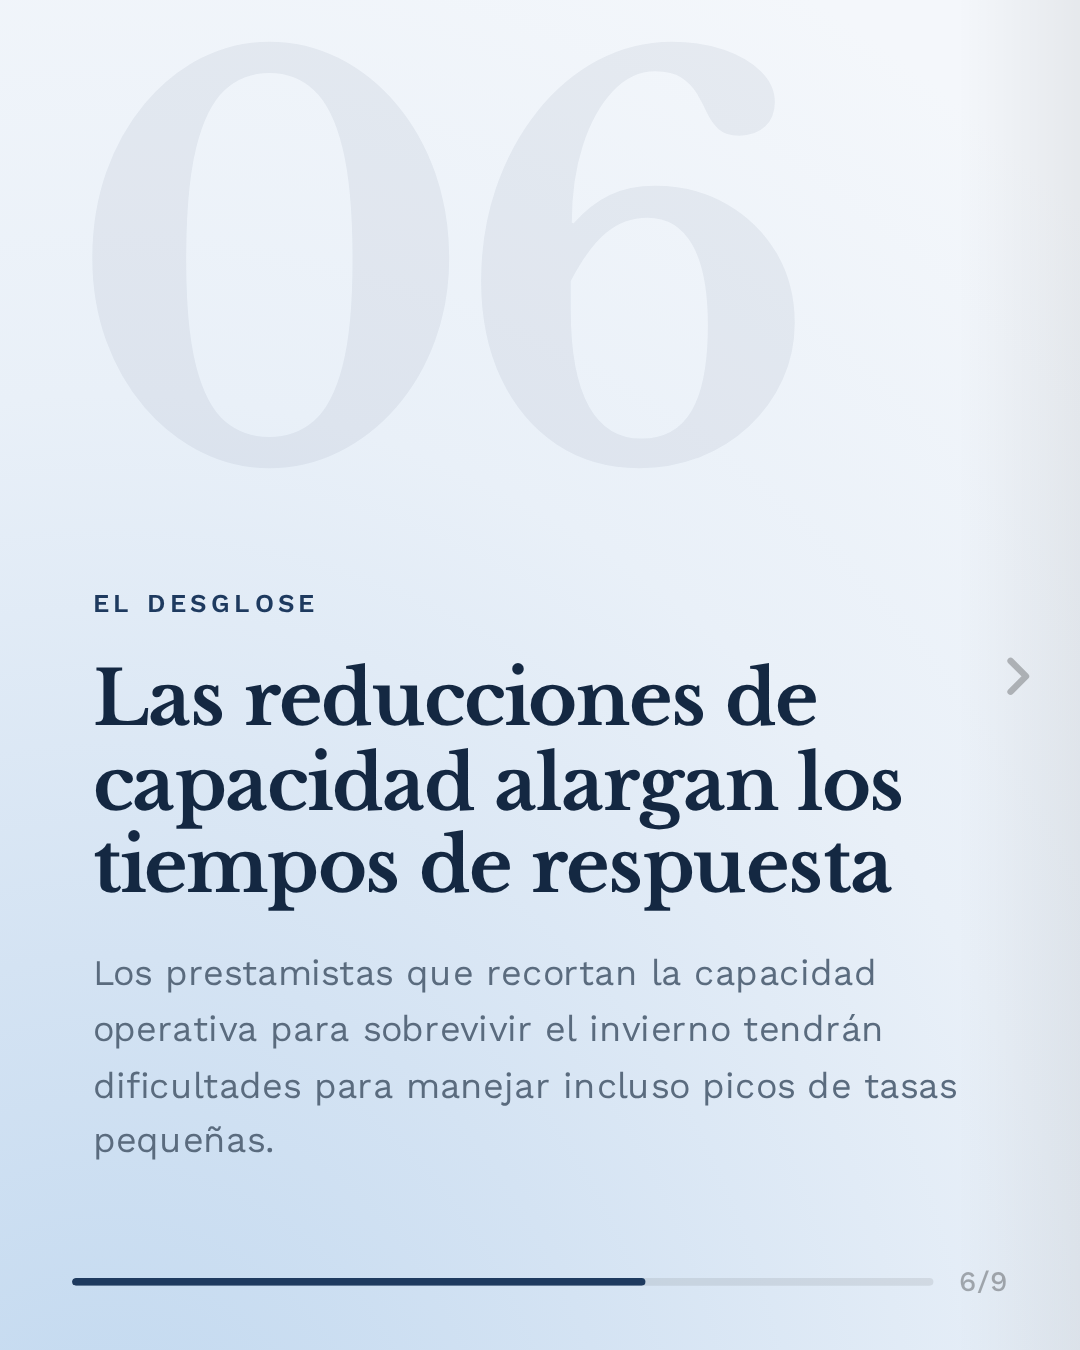 06
EL DESGLOSE
Las reducciones de
capacidad alargan los
tiempos de respuesta
Los prestamistas que recortan la capacidad
operativa para sobrevivir el invierno tendrán
dificultades para manejar incluso picos de tasas
pequeñas.
6/9